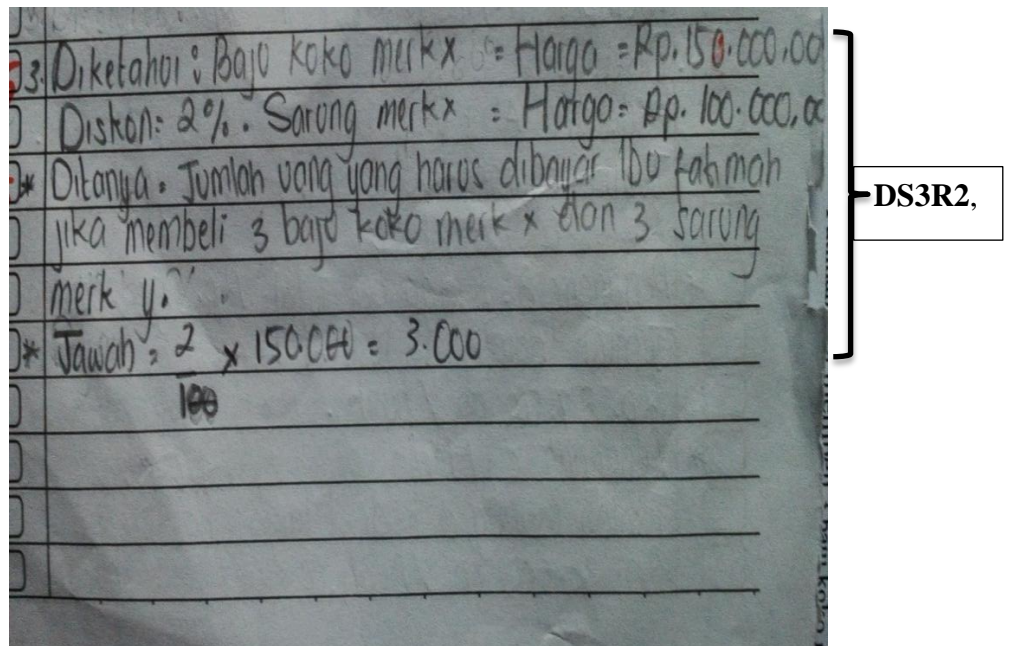 3. Diketahui : Baju koko merk x = Harga = Rp. 150.000,00
Diskon = 2%. Sarung merk x = Harga = Rp. 100.000,00
* Ditanya = Jumlah uang yang harus dibayar Ibu Fatmah
jika membeli 3 baju koko merk x dan 3 sarung
merk y.
* Jawab = 2/100 x 150.000 = 3.000
DS3R2,